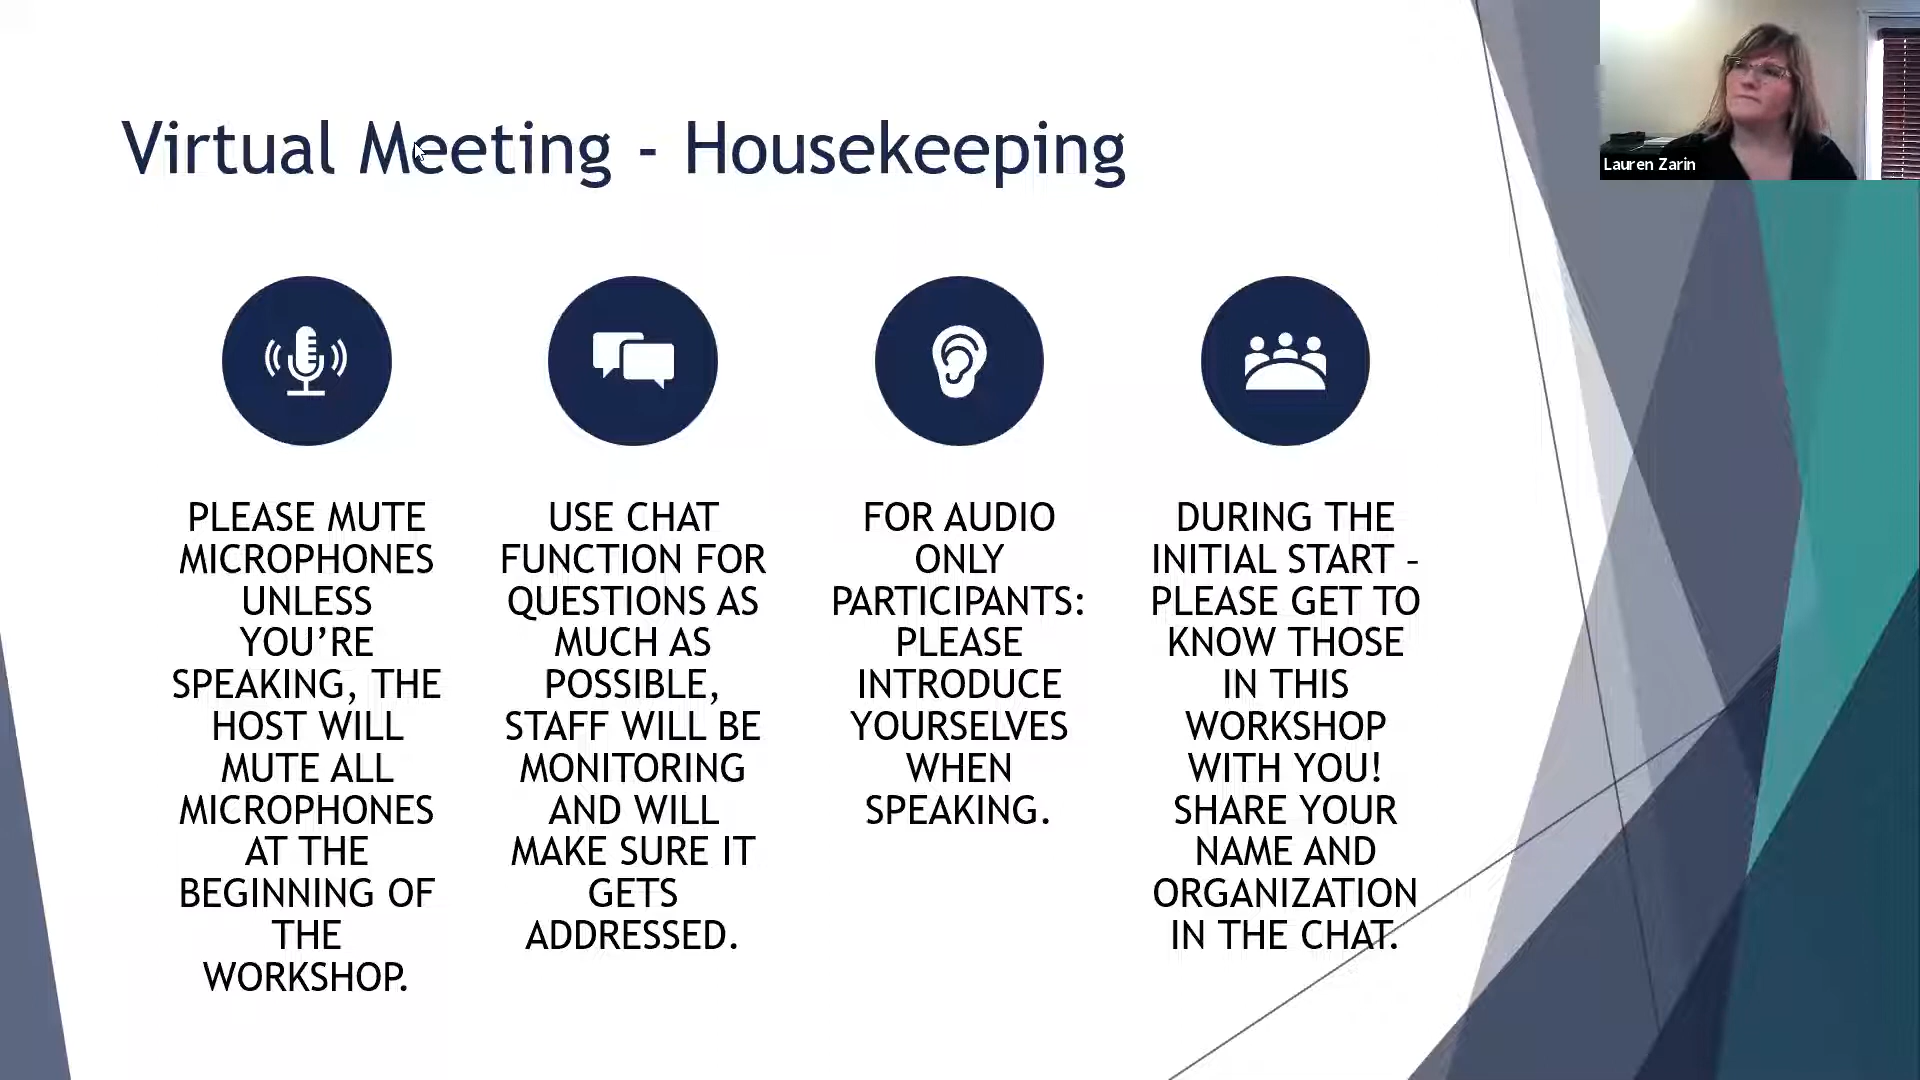 Virtual Meeting - Housekeeping
Lauren Zarin
PLEASE MUTE
MICROPHONES
UNLESS
YOU’RE
SPEAKING, THE
HOST WILL
MUTE ALL
MICROPHONES
AT THE
BEGINNING OF
THE
WORKSHOP.
USE CHAT
FUNCTION FOR
QUESTIONS AS
MUCH AS
POSSIBLE,
STAFF WILL BE
MONITORING
AND WILL
MAKE SURE IT
GETS
ADDRESSED.
FOR AUDIO
ONLY
PARTICIPANTS:
PLEASE
INTRODUCE
YOURSELVES
WHEN
SPEAKING.
DURING THE
INITIAL START –
PLEASE GET TO
KNOW THOSE
IN THIS
WORKSHOP
WITH YOU!
SHARE YOUR
NAME AND
ORGANIZATION
IN THE CHAT.